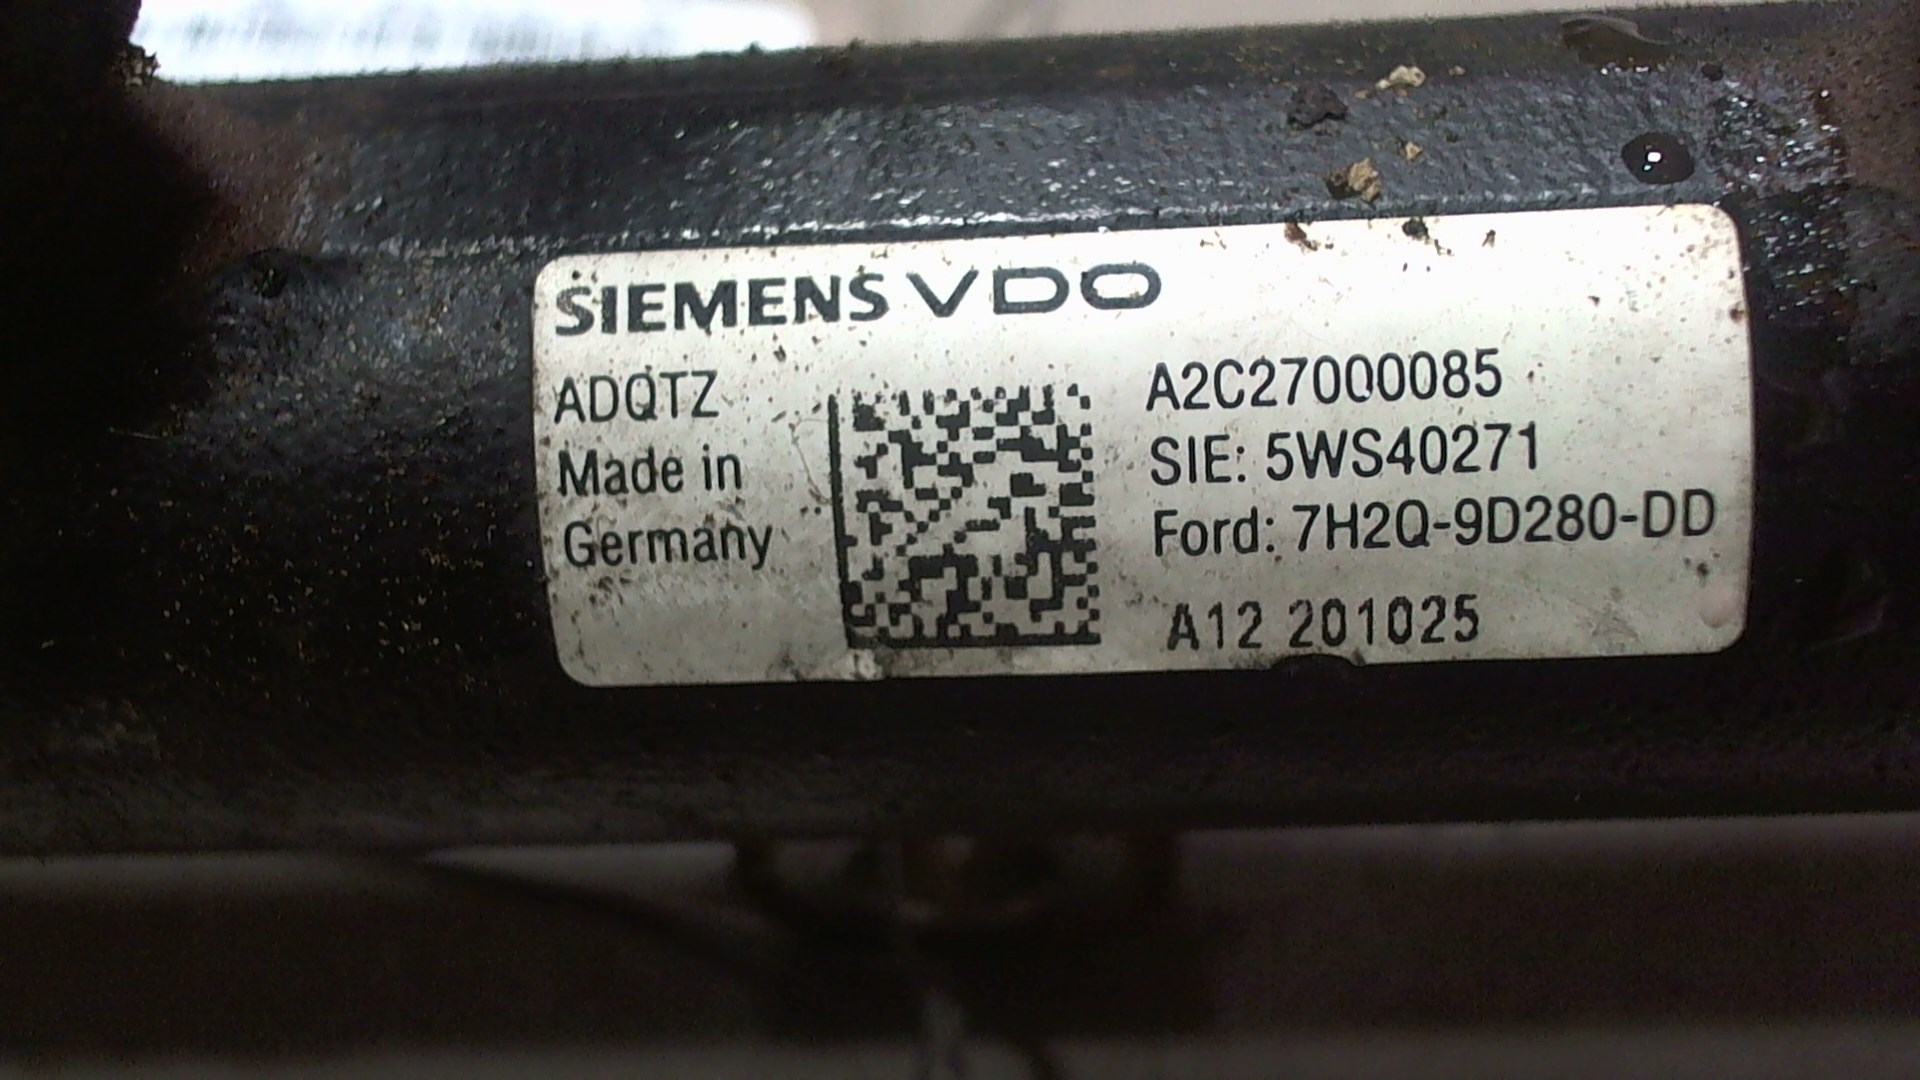 SIEMENS VDO
ADQTZ
Made in
Germany
A2C27000085
SIE: 5WS40271
Ford: 7H2Q-9D280-DD
A12 201025